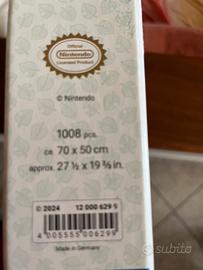 Official
Nintendo
Licensed Product
© Nintendo
1008 pcs.
ca. 70 x 50 cm
approx. 27 ½ x 19 ⅝ in.
© 2024 12 000 629 9
4 005555 006299
Made in Germany
subito